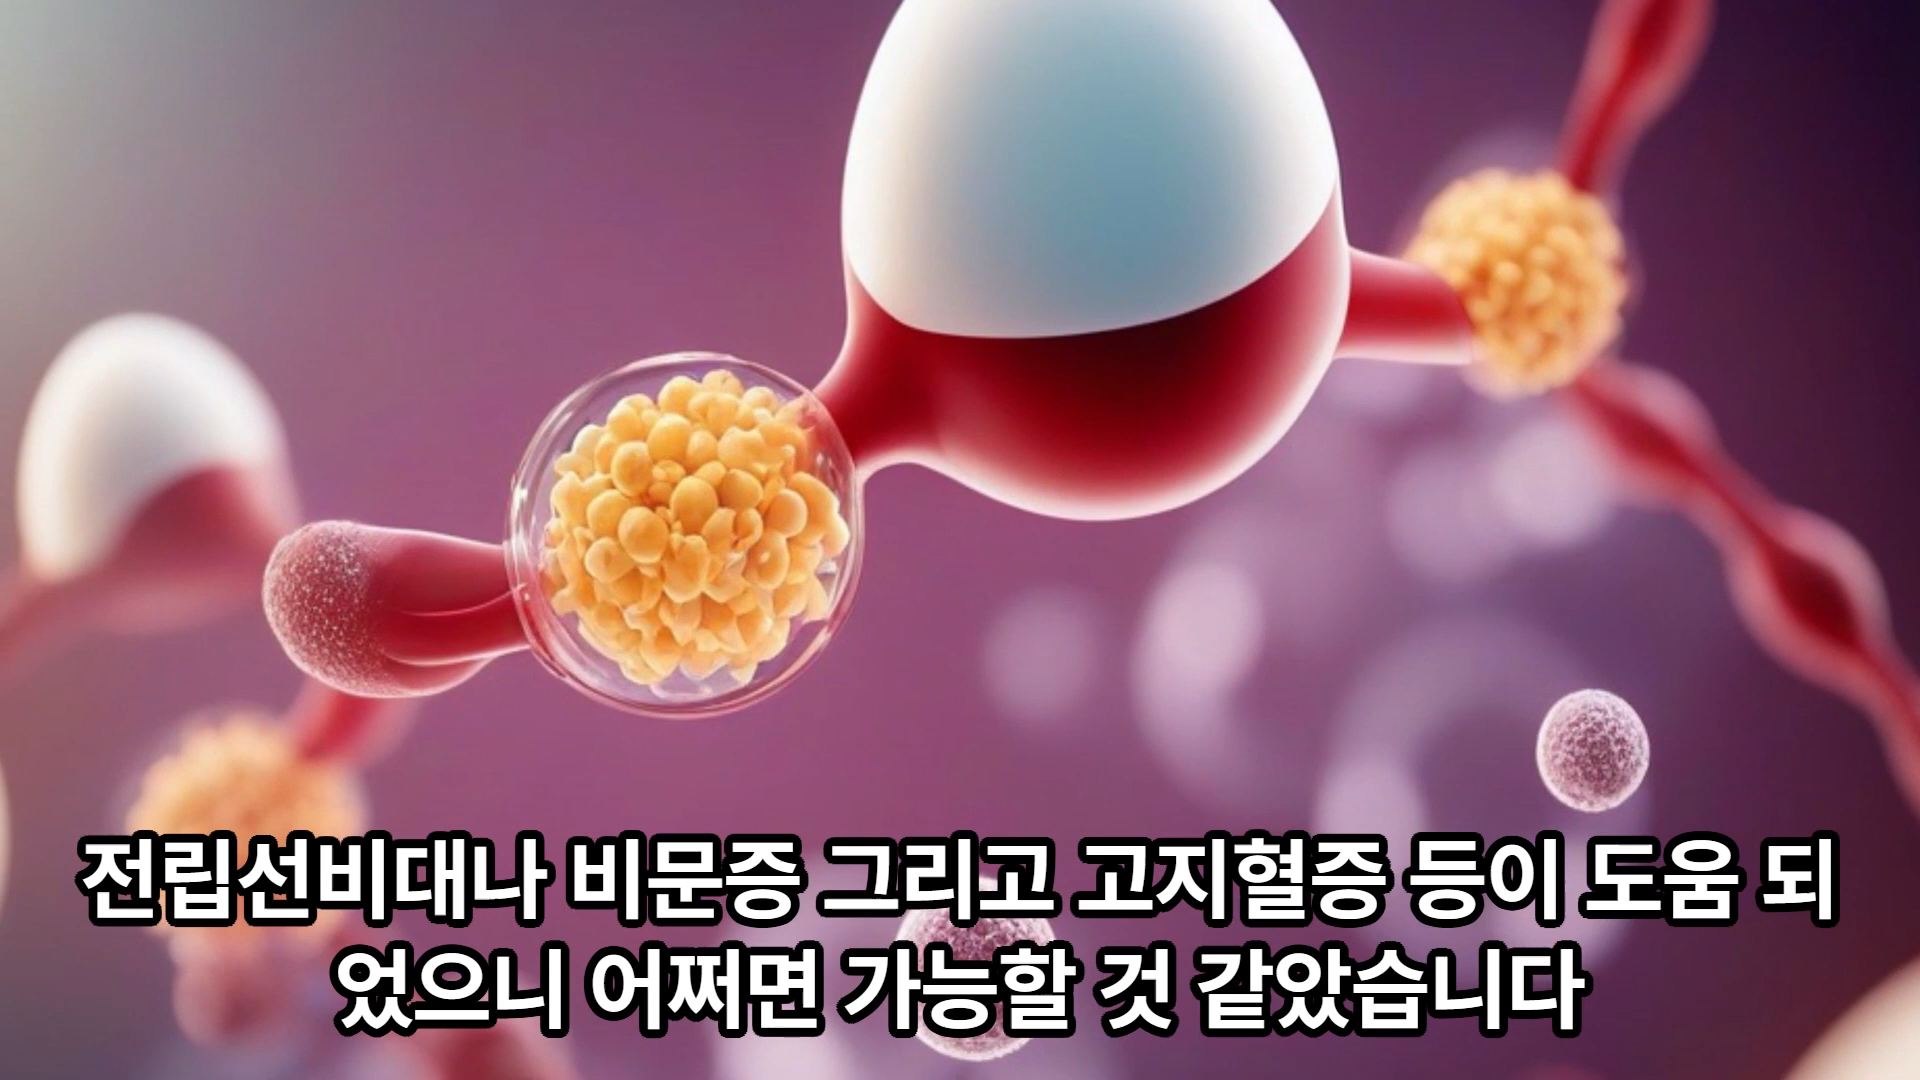 전립선비대나 비문증 그리고 고지혈증 등이 도움 되
었으니 어쩌면 가능할 것 같았습니다